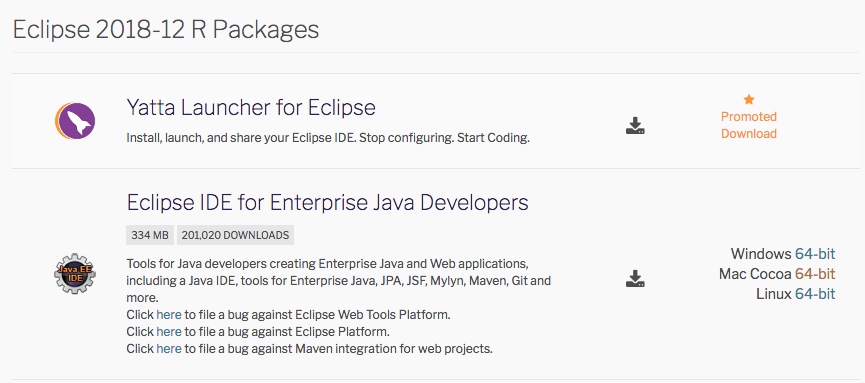 Eclipse 2018-12 R Packages
Yatta Launcher for Eclipse
Install, launch, and share your Eclipse IDE. Stop configuring. Start Coding.
Promoted
Download
Eclipse IDE for Enterprise Java Developers
334 MB 201,020 DOWNLOADS
Java EE
IDE
Tools for Java developers creating Enterprise Java and Web applications,
including a Java IDE, tools for Enterprise Java, JPA, JSF, Mylyn, Maven, Git and
more.
Click here to file a bug against Eclipse Web Tools Platform.
Click here to file a bug against Eclipse Platform.
Click here to file a bug against Maven integration for web projects.
Windows 64-bit
Mac Cocoa 64-bit
Linux 64-bit